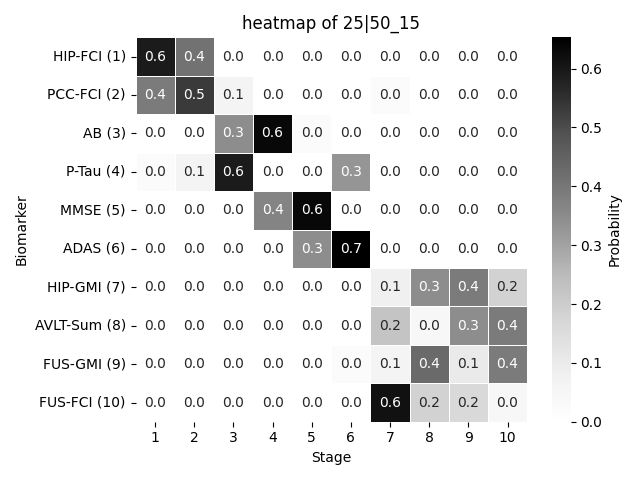 heatmap of 25|50_15
HIP-FCI (1) 0.6 0.4 0.0 0.0 0.0 0.0 0.0 0.0 0.0 0.0
PCC-FCI (2) 0.4 0.5 0.1 0.0 0.0 0.0 0.0 0.0 0.0 0.0
AB (3) 0.0 0.0 0.3 0.6 0.0 0.0 0.0 0.0 0.0 0.0
P-Tau (4) 0.0 0.1 0.6 0.0 0.0 0.3 0.0 0.0 0.0 0.0
MMSE (5) 0.0 0.0 0.0 0.4 0.6 0.0 0.0 0.0 0.0 0.0
ADAS (6) 0.0 0.0 0.0 0.0 0.3 0.7 0.0 0.0 0.0 0.0
HIP-GMI (7) 0.0 0.0 0.0 0.0 0.0 0.0 0.1 0.3 0.4 0.2
AVLT-Sum (8) 0.0 0.0 0.0 0.0 0.0 0.0 0.2 0.0 0.3 0.4
FUS-GMI (9) 0.0 0.0 0.0 0.0 0.0 0.0 0.1 0.4 0.1 0.4
FUS-FCI (10) 0.0 0.0 0.0 0.0 0.0 0.0 0.6 0.2 0.2 0.0
1 2 3 4 5 6 7 8 9 10
Stage
Biomarker
0.6
0.5
0.4
0.3
0.2
0.1
0.0
Probability